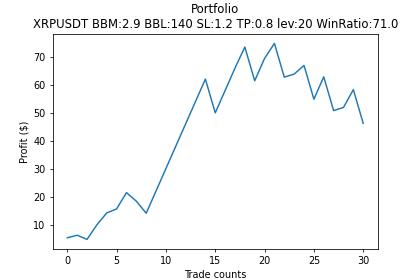 Portfolio
XRPUSDT BBM:2.9 BBL:140 SL:1.2 TP:0.8 lev:20 WinRatio:71.0
Profit ($)
70
60
50
40
30
20
10
0 5 10 15 20 25 30
Trade counts